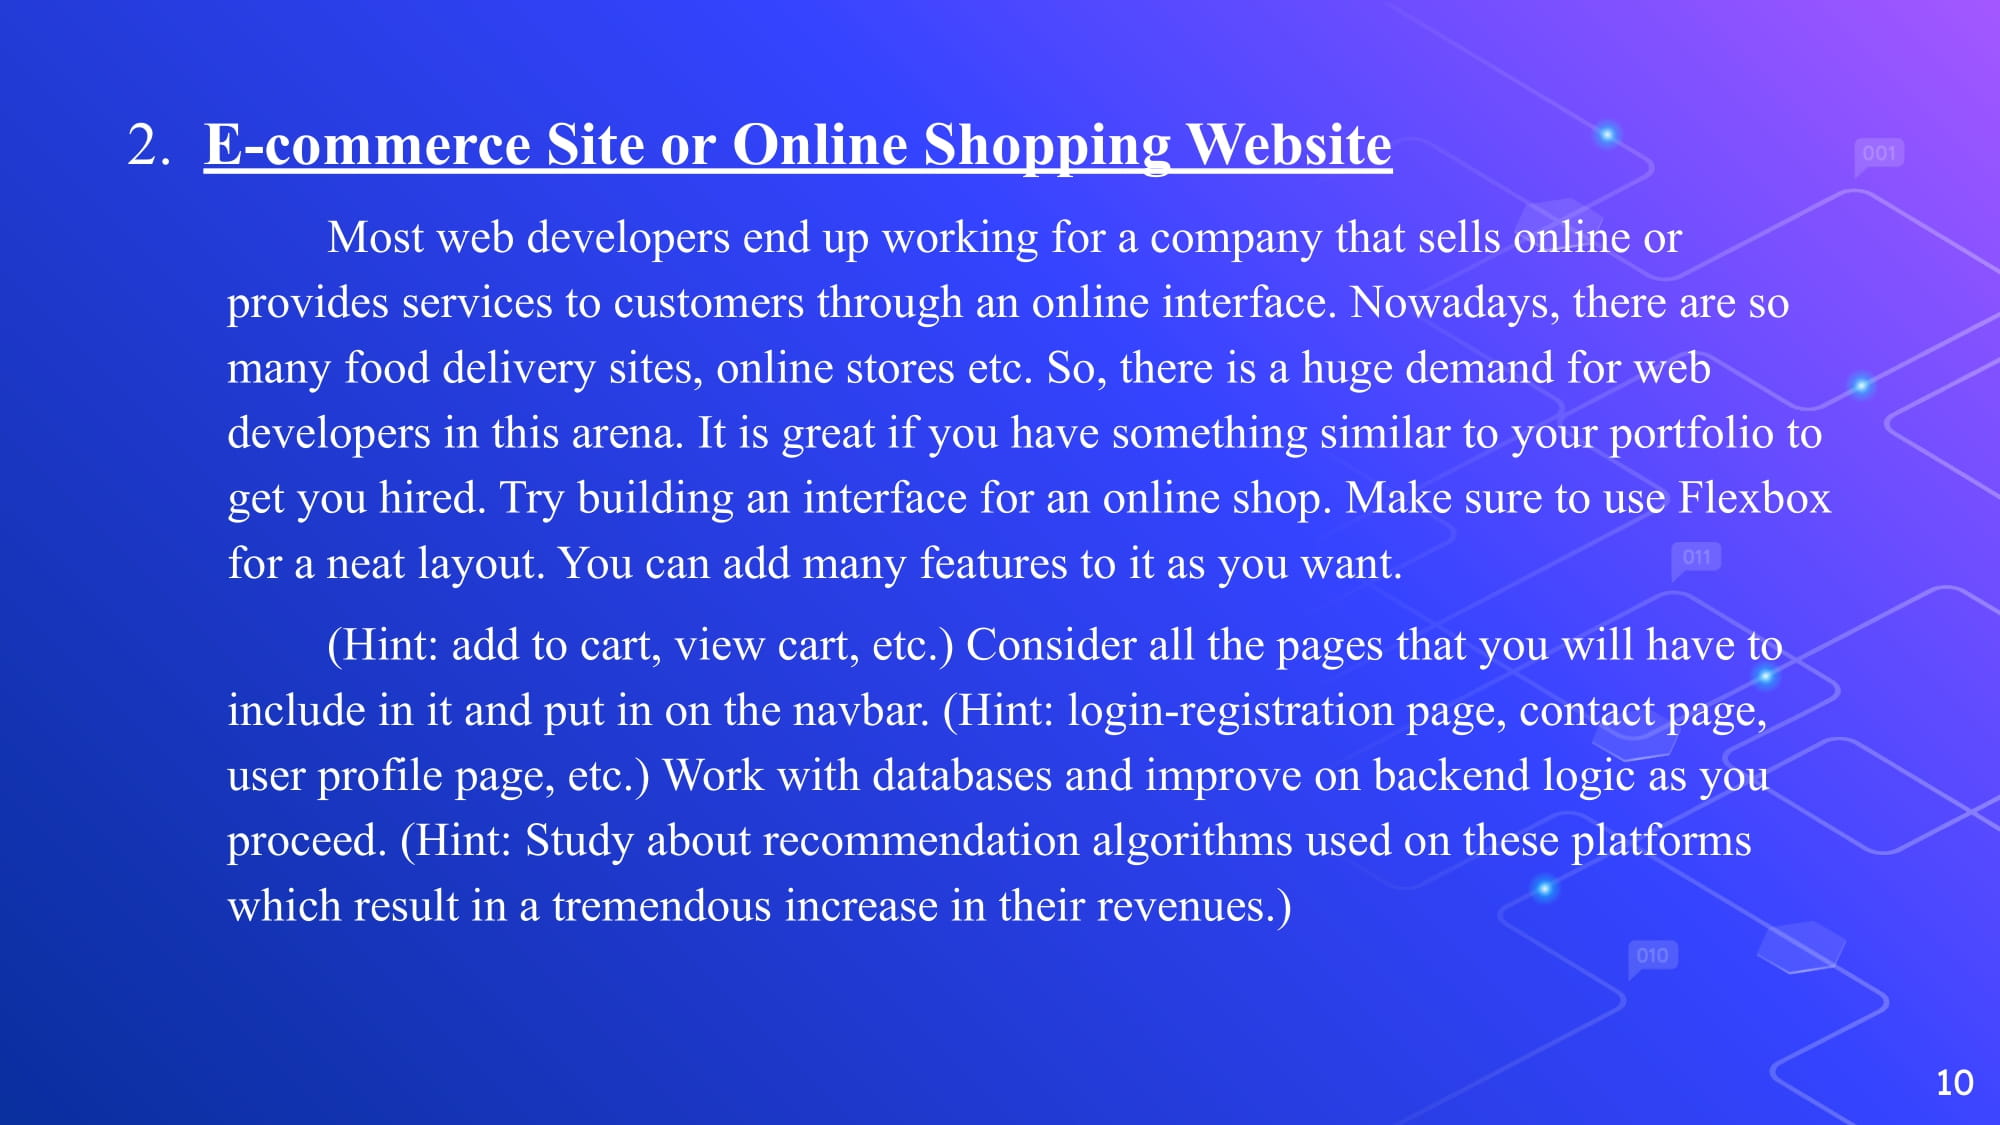 2. E-commerce Site or Online Shopping Website
001
Most web developers end up working for a company that sells online or
provides services to customers through an online interface. Nowadays, there are so
many food delivery sites, online stores etc. So, there is a huge demand for web
developers in this arena. It is great if you have something similar to your portfolio to
get you hired. Try building an interface for an online shop. Make sure to use Flexbox
for a neat layout. You can add many features to it as you want.
011
(Hint: add to cart, view cart, etc.) Consider all the pages that you will have to
include in it and put in on the navbar. (Hint: login-registration page, contact page,
user profile page, etc.) Work with databases and improve on backend logic as you
proceed. (Hint: Study about recommendation algorithms used on these platforms
which result in a tremendous increase in their revenues.)
010
10